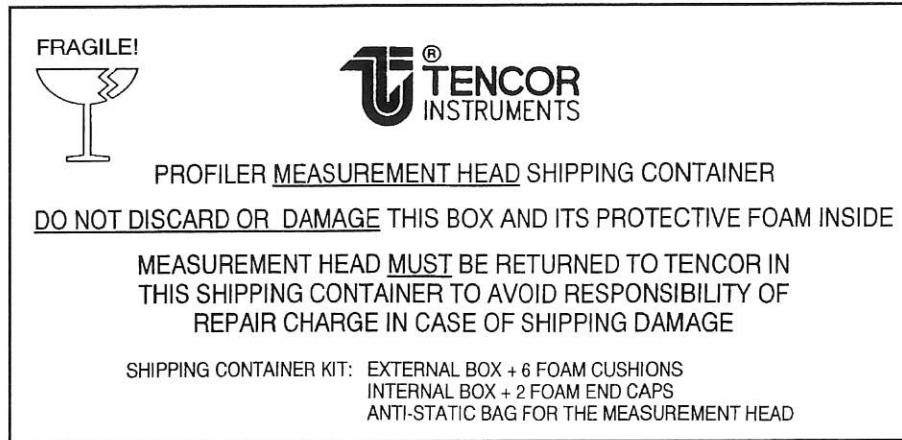 FRAGILE!
®
TENCOR
INSTRUMENTS
PROFILER MEASUREMENT HEAD SHIPPING CONTAINER
DO NOT DISCARD OR DAMAGE THIS BOX AND ITS PROTECTIVE FOAM INSIDE
MEASUREMENT HEAD MUST BE RETURNED TO TENCOR IN
THIS SHIPPING CONTAINER TO AVOID RESPONSIBILITY OF
REPAIR CHARGE IN CASE OF SHIPPING DAMAGE
SHIPPING CONTAINER KIT: EXTERNAL BOX + 6 FOAM CUSHIONS
INTERNAL BOX + 2 FOAM END CAPS
ANTI-STATIC BAG FOR THE MEASUREMENT HEAD